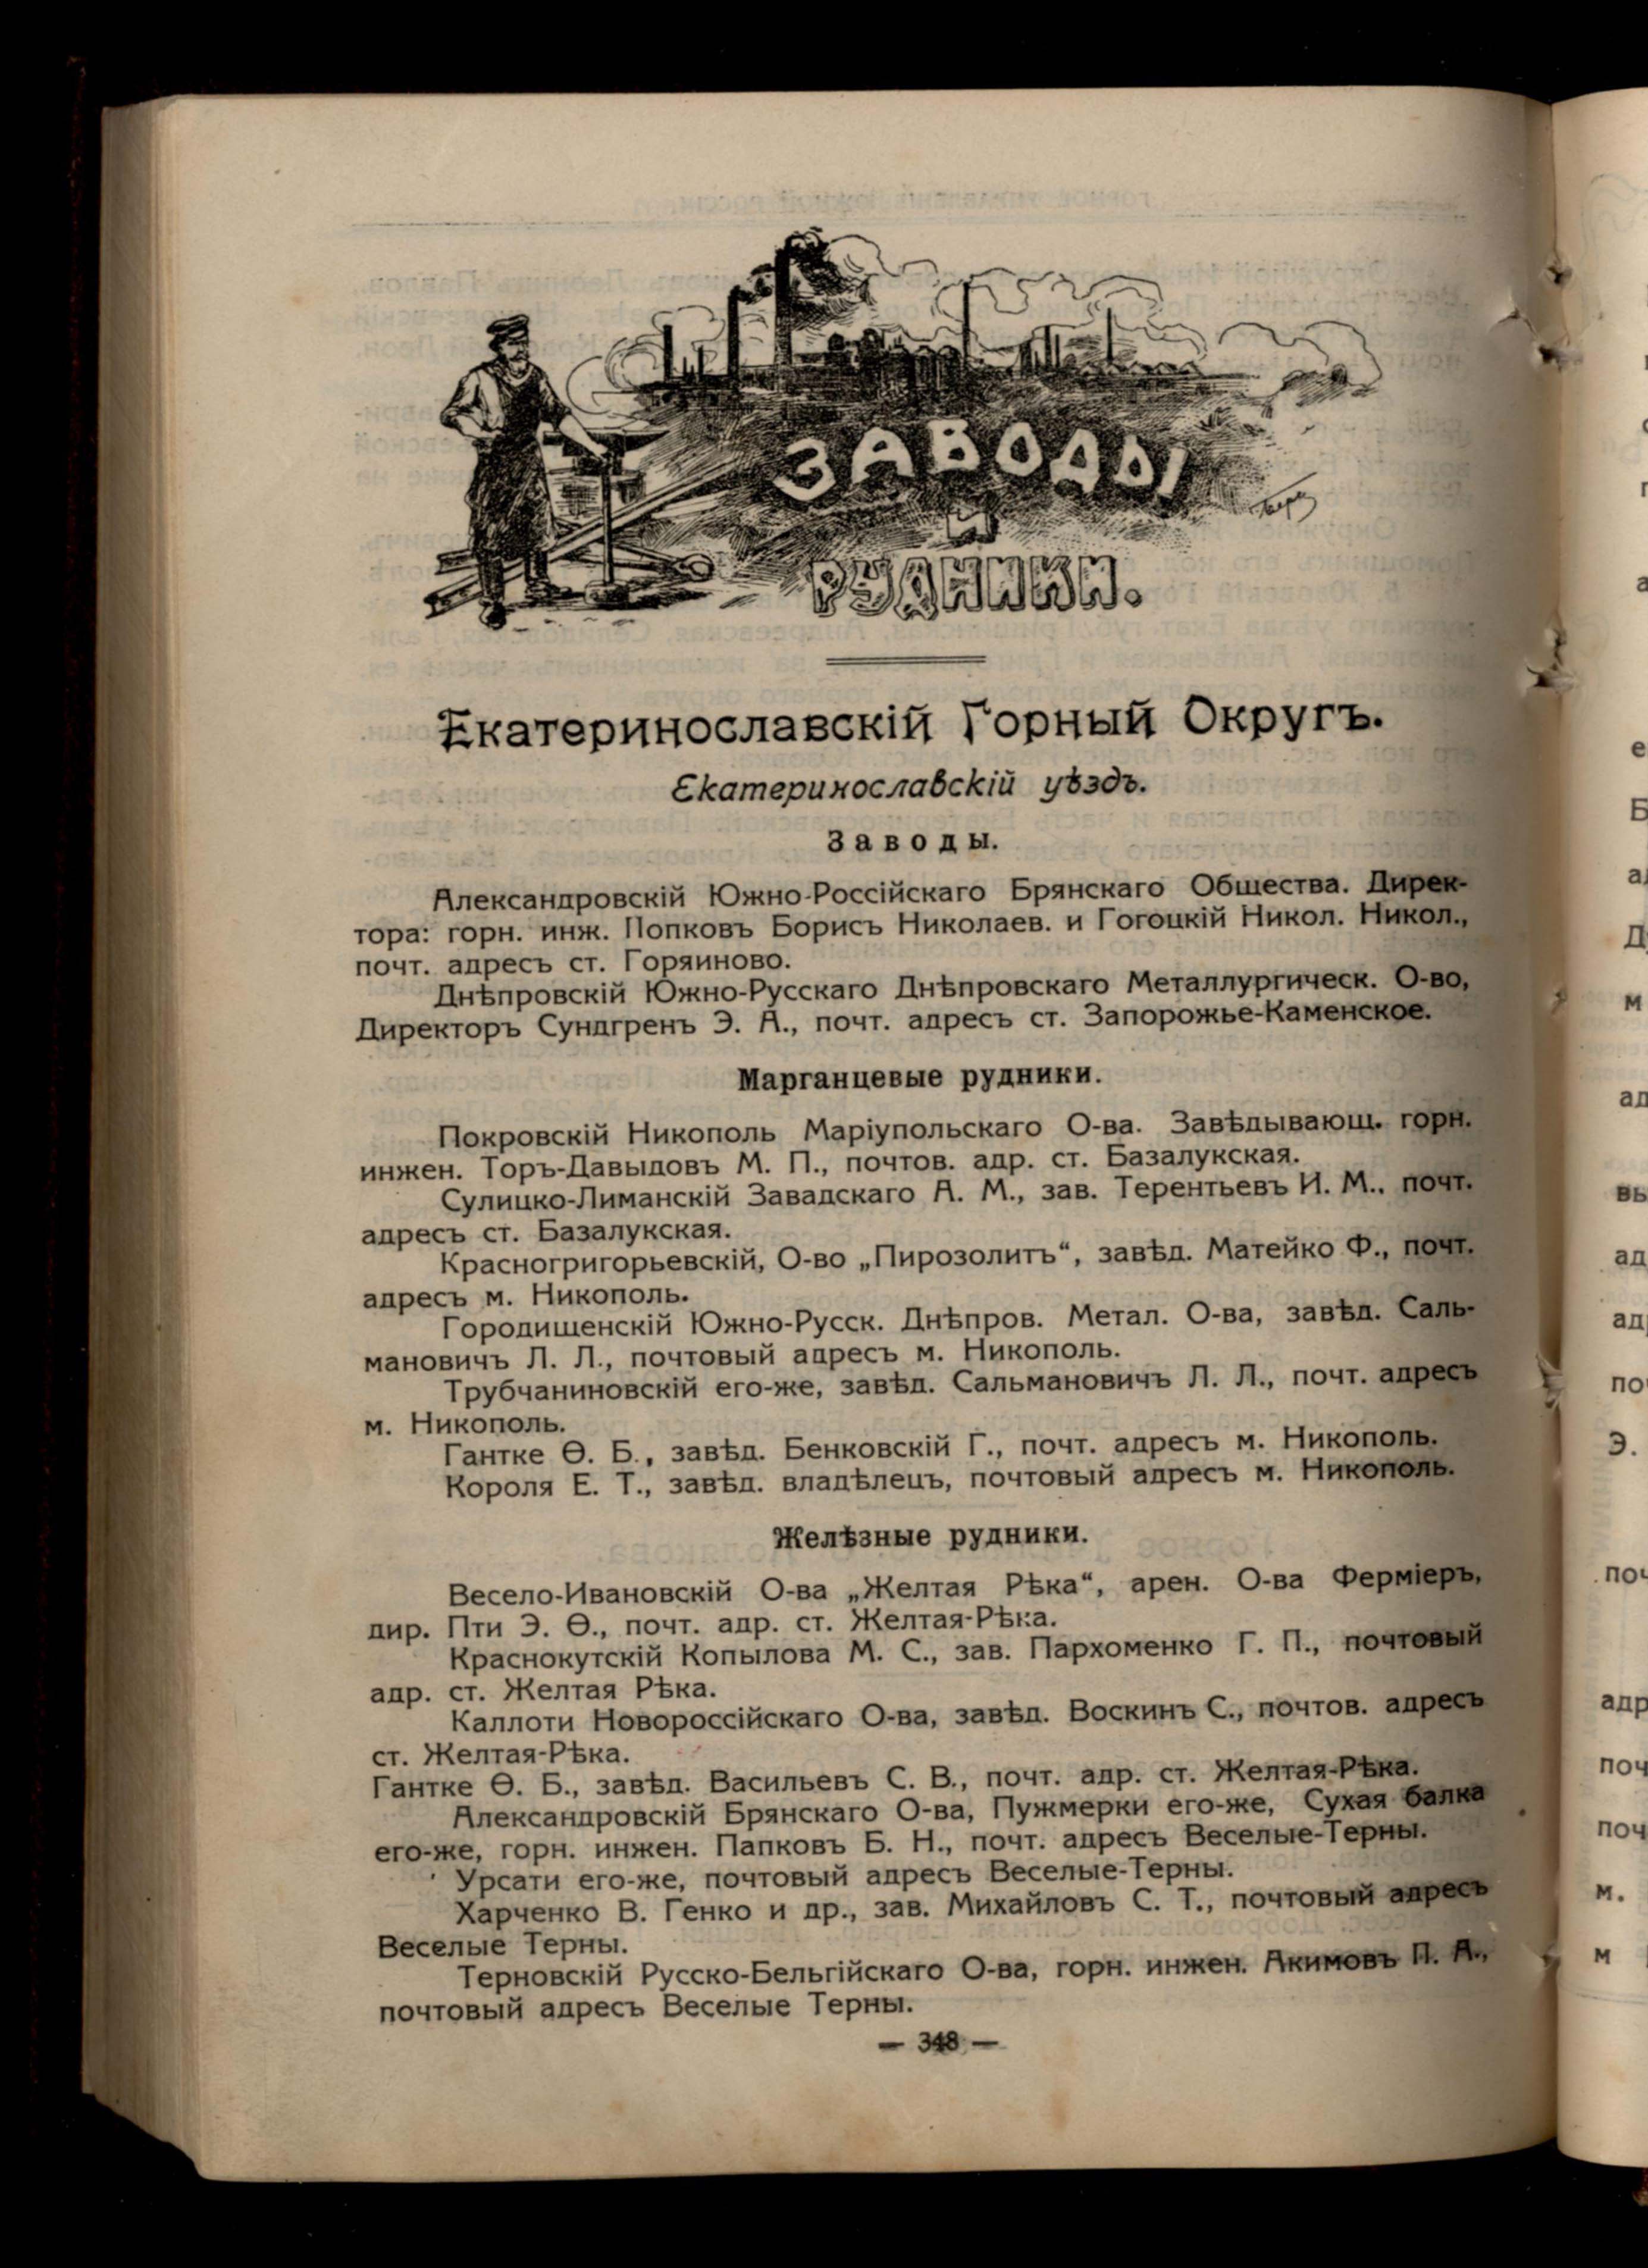 ЗАВОДЫ
И
РУДНИКИ.
Екатеринославскій Горный Округъ.
Екатеринославскій уѣздъ.
Заводы.
Александровскій Южно-Россійскаго Брянскаго Общества. Дирек-
тора: горн. инж. Попковъ Борисъ Николаев. и Гогоцкій Никол. Никол.,
почт. адресъ ст. Горяиново.
Днѣпровскій Южно-Русскаго Днѣпровскаго Металлургическ. О-во,
Директоръ Сундгренъ Э. А., почт. адресъ ст. Запорожье-Каменское.
Марганцевые рудники.
Покровскій Никополь Маріупольскаго О-ва. Завѣдывающ. горн.
инжен. Торъ-Давыдовъ М. П., почтов. адр. ст. Базалукская.
Сулицко-Лиманскій Завадскаго А. М., зав. Терентьевъ И. М., почт.
адресъ ст. Базалукская.
Красногригорьевскій, О-во „Пирозолитъ“, завѣд. Матейко Ф., почт.
адресъ м. Никополь.
Городищенскій Южно-Русск. Днѣпров. Метал. О-ва, завѣд. Саль-
мановичъ Л. Л., почтовый адресъ м. Никополь.
Трубчаниновскій его-же, завѣд. Сальмановичъ Л. Л., почт. адресъ
м. Никополь.
Гантке Ѳ. Б., завѣд. Бенковскій Г., почт. адресъ м. Никополь.
Короля Е. Т., завѣд. владѣлецъ, почтовый адресъ м. Никополь.
Желѣзные рудники.
Весело-Ивановскій О-ва „Желтая Рѣка“, арен. О-ва Ферміеръ,
дир. Пти Э. Ѳ., почт. адр. ст. Желтая-Рѣка.
Краснокутскій Копылова М. С., зав. Пархоменко Г. П., почтовый
адр. ст. Желтая Рѣка.
Каллоти Новороссійскаго О-ва, завѣд. Воскинъ С., почтов. адресъ
ст. Желтая-Рѣка.
Гантке Ѳ. Б., завѣд. Васильевъ С. В., почт. адр. ст. Желтая-Рѣка.
Александровскій Брянскаго О-ва, Пужмерки его-же, Сухая балка
его-же, горн. инжен. Папковъ Б. Н., почт. адресъ Веселые-Терны.
Урсати его-же, почтовый адресъ Веселые-Терны.
Харченко В. Генко и др., зав. Михайловъ С. Т., почтовый адресъ
Веселые Терны.
Терновскій Русско-Бельгійскаго О-ва, горн. инжен. Акимовъ П. А.,
почтовый адресъ Веселые Терны.
— 348 —